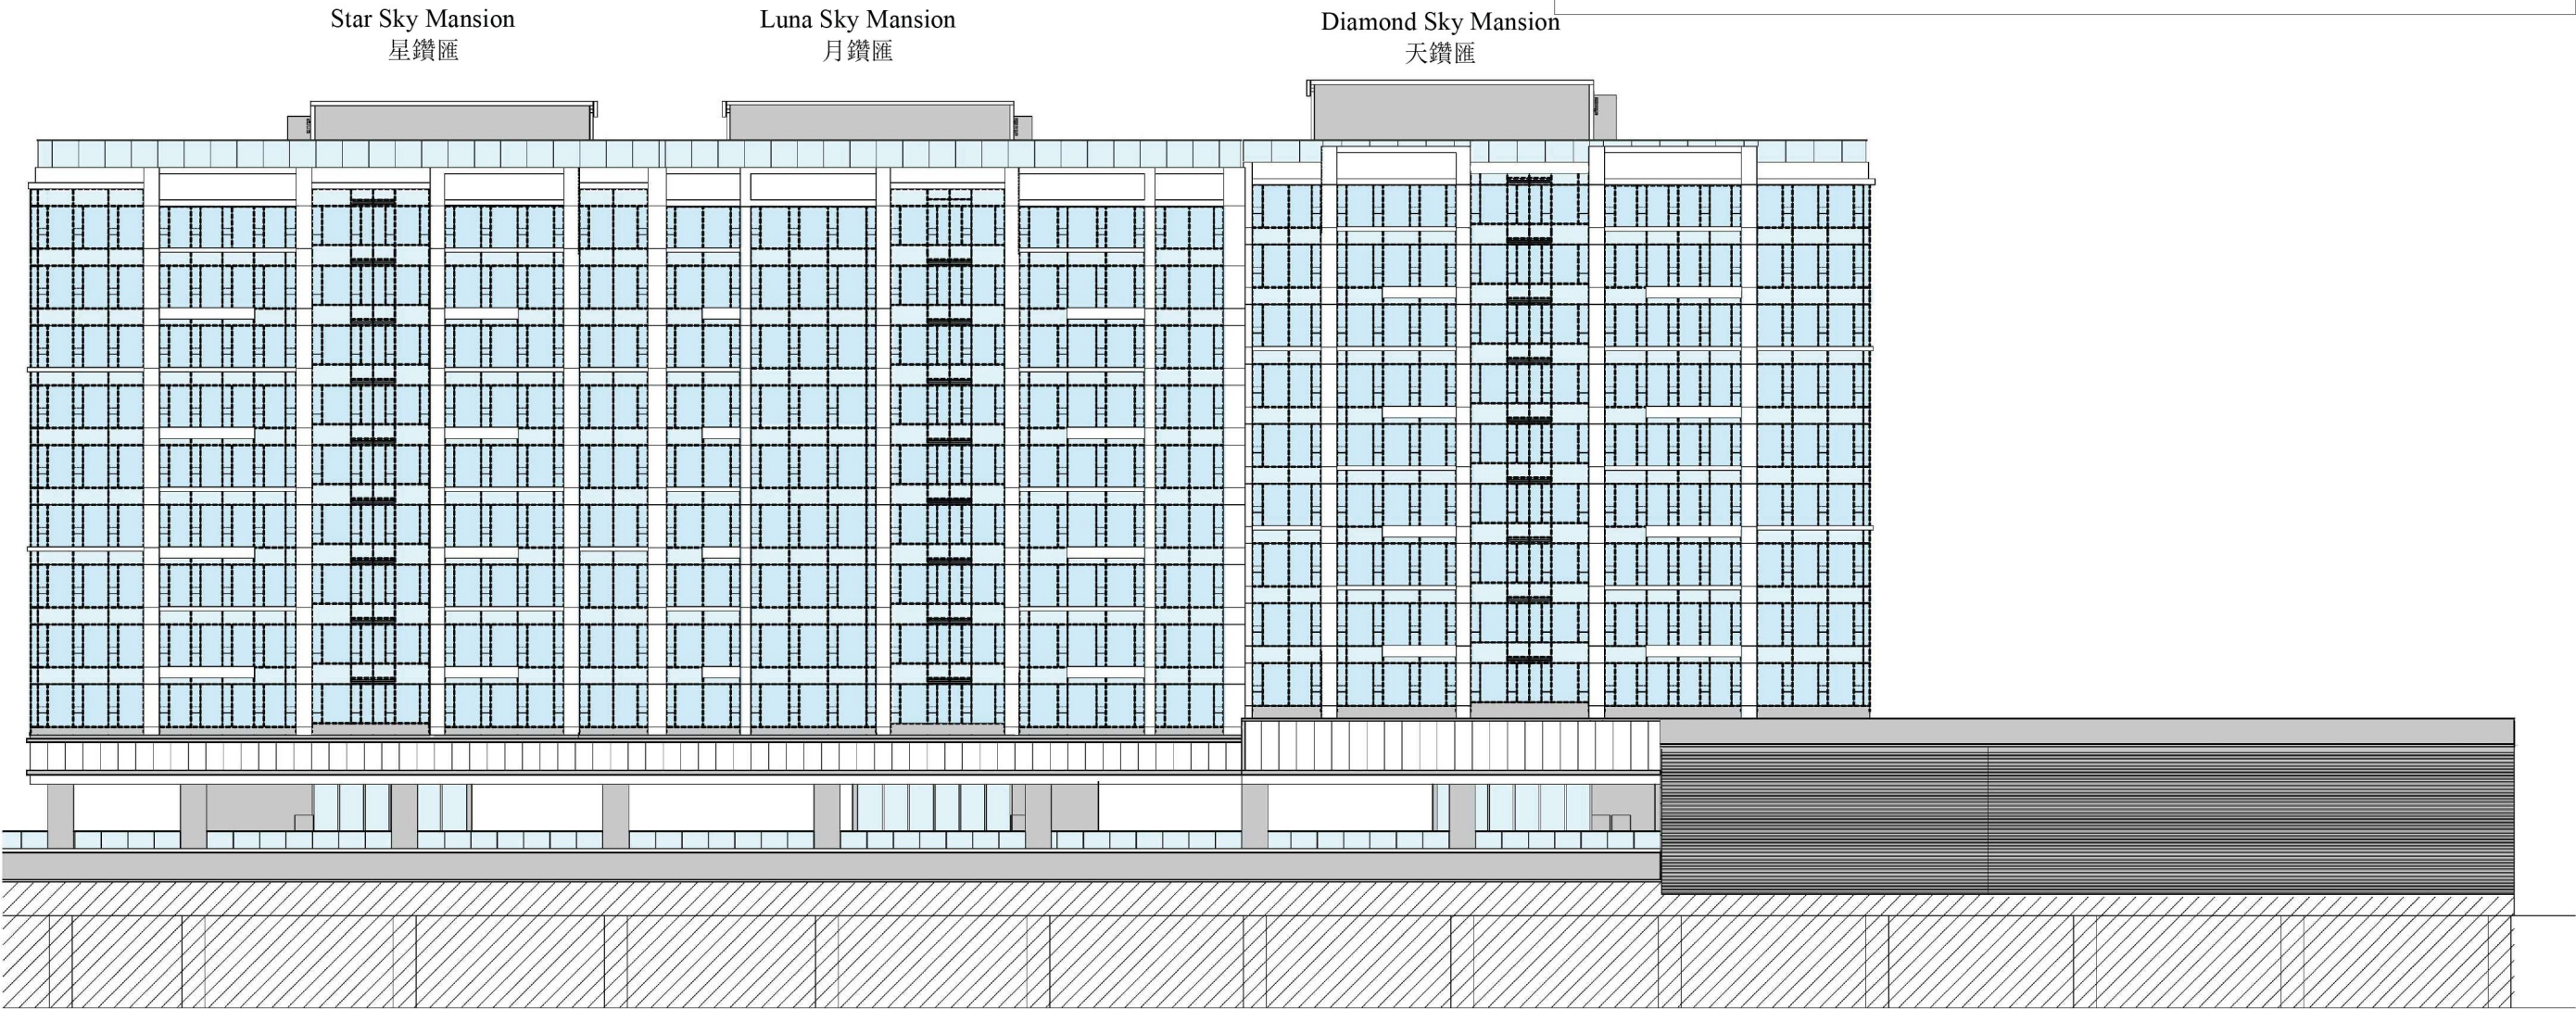 Star Sky Mansion
星鑽匯
Luna Sky Mansion
月鑽匯
Diamond Sky Mansion
天鑽匯